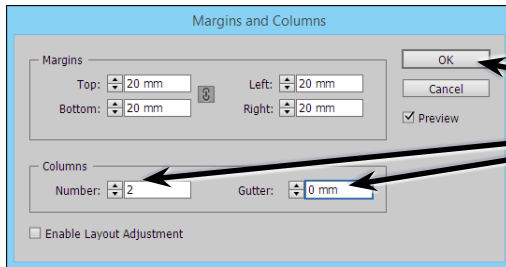 Margins and Columns
Margins
Top: 20 mm Left: 20 mm
Bottom: 20 mm Right: 20 mm
OK
Cancel
Preview
Columns
Number: 2 Gutter: 0 mm
Enable Layout Adjustment